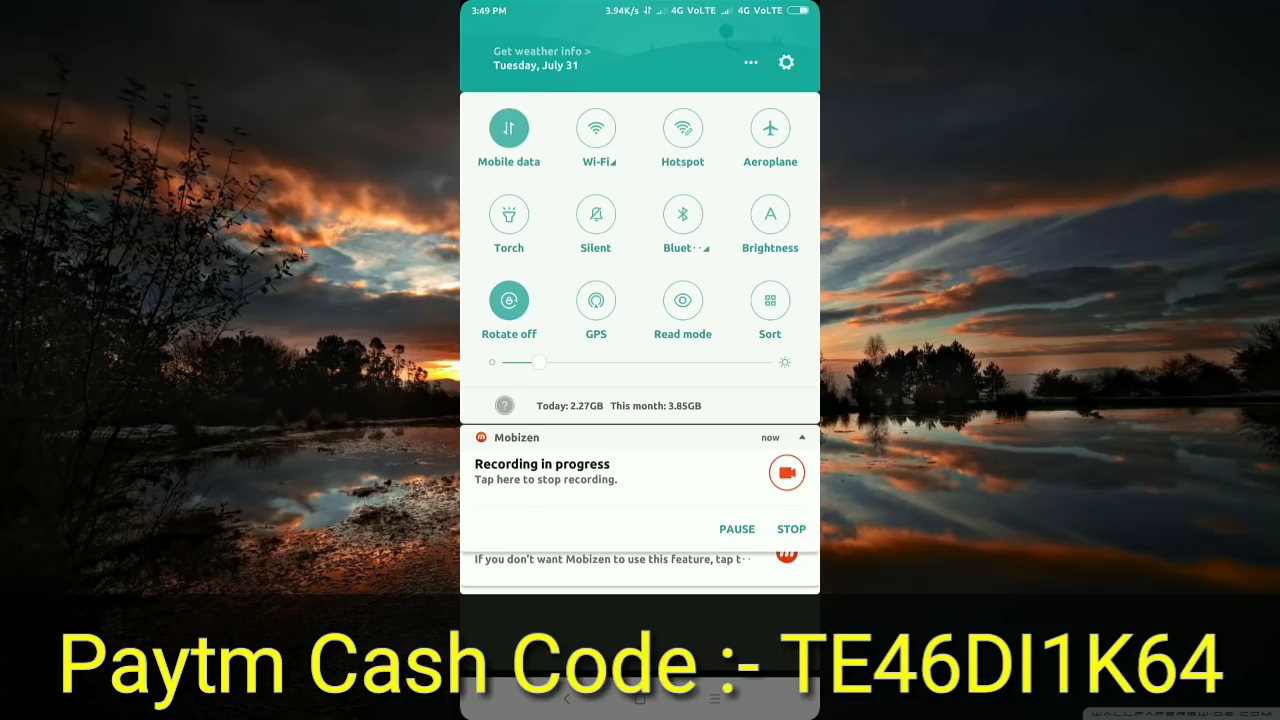 3:49 PM 3.94K/s 4G VoLTE 4G VoLTE
Get weather info >
Tuesday, July 31
Mobile data Wi-Fi Hotspot Aeroplane
Torch Silent Bluet·· Brightness
Rotate off GPS Read mode Sort
? Today: 2.27GB This month: 3.85GB
Mobizen now
Recording in progress
Tap here to stop recording.
PAUSE STOP
If you don't want Mobizen to use this feature, tap t··
Paytm Cash Code :- TE46DI1K64